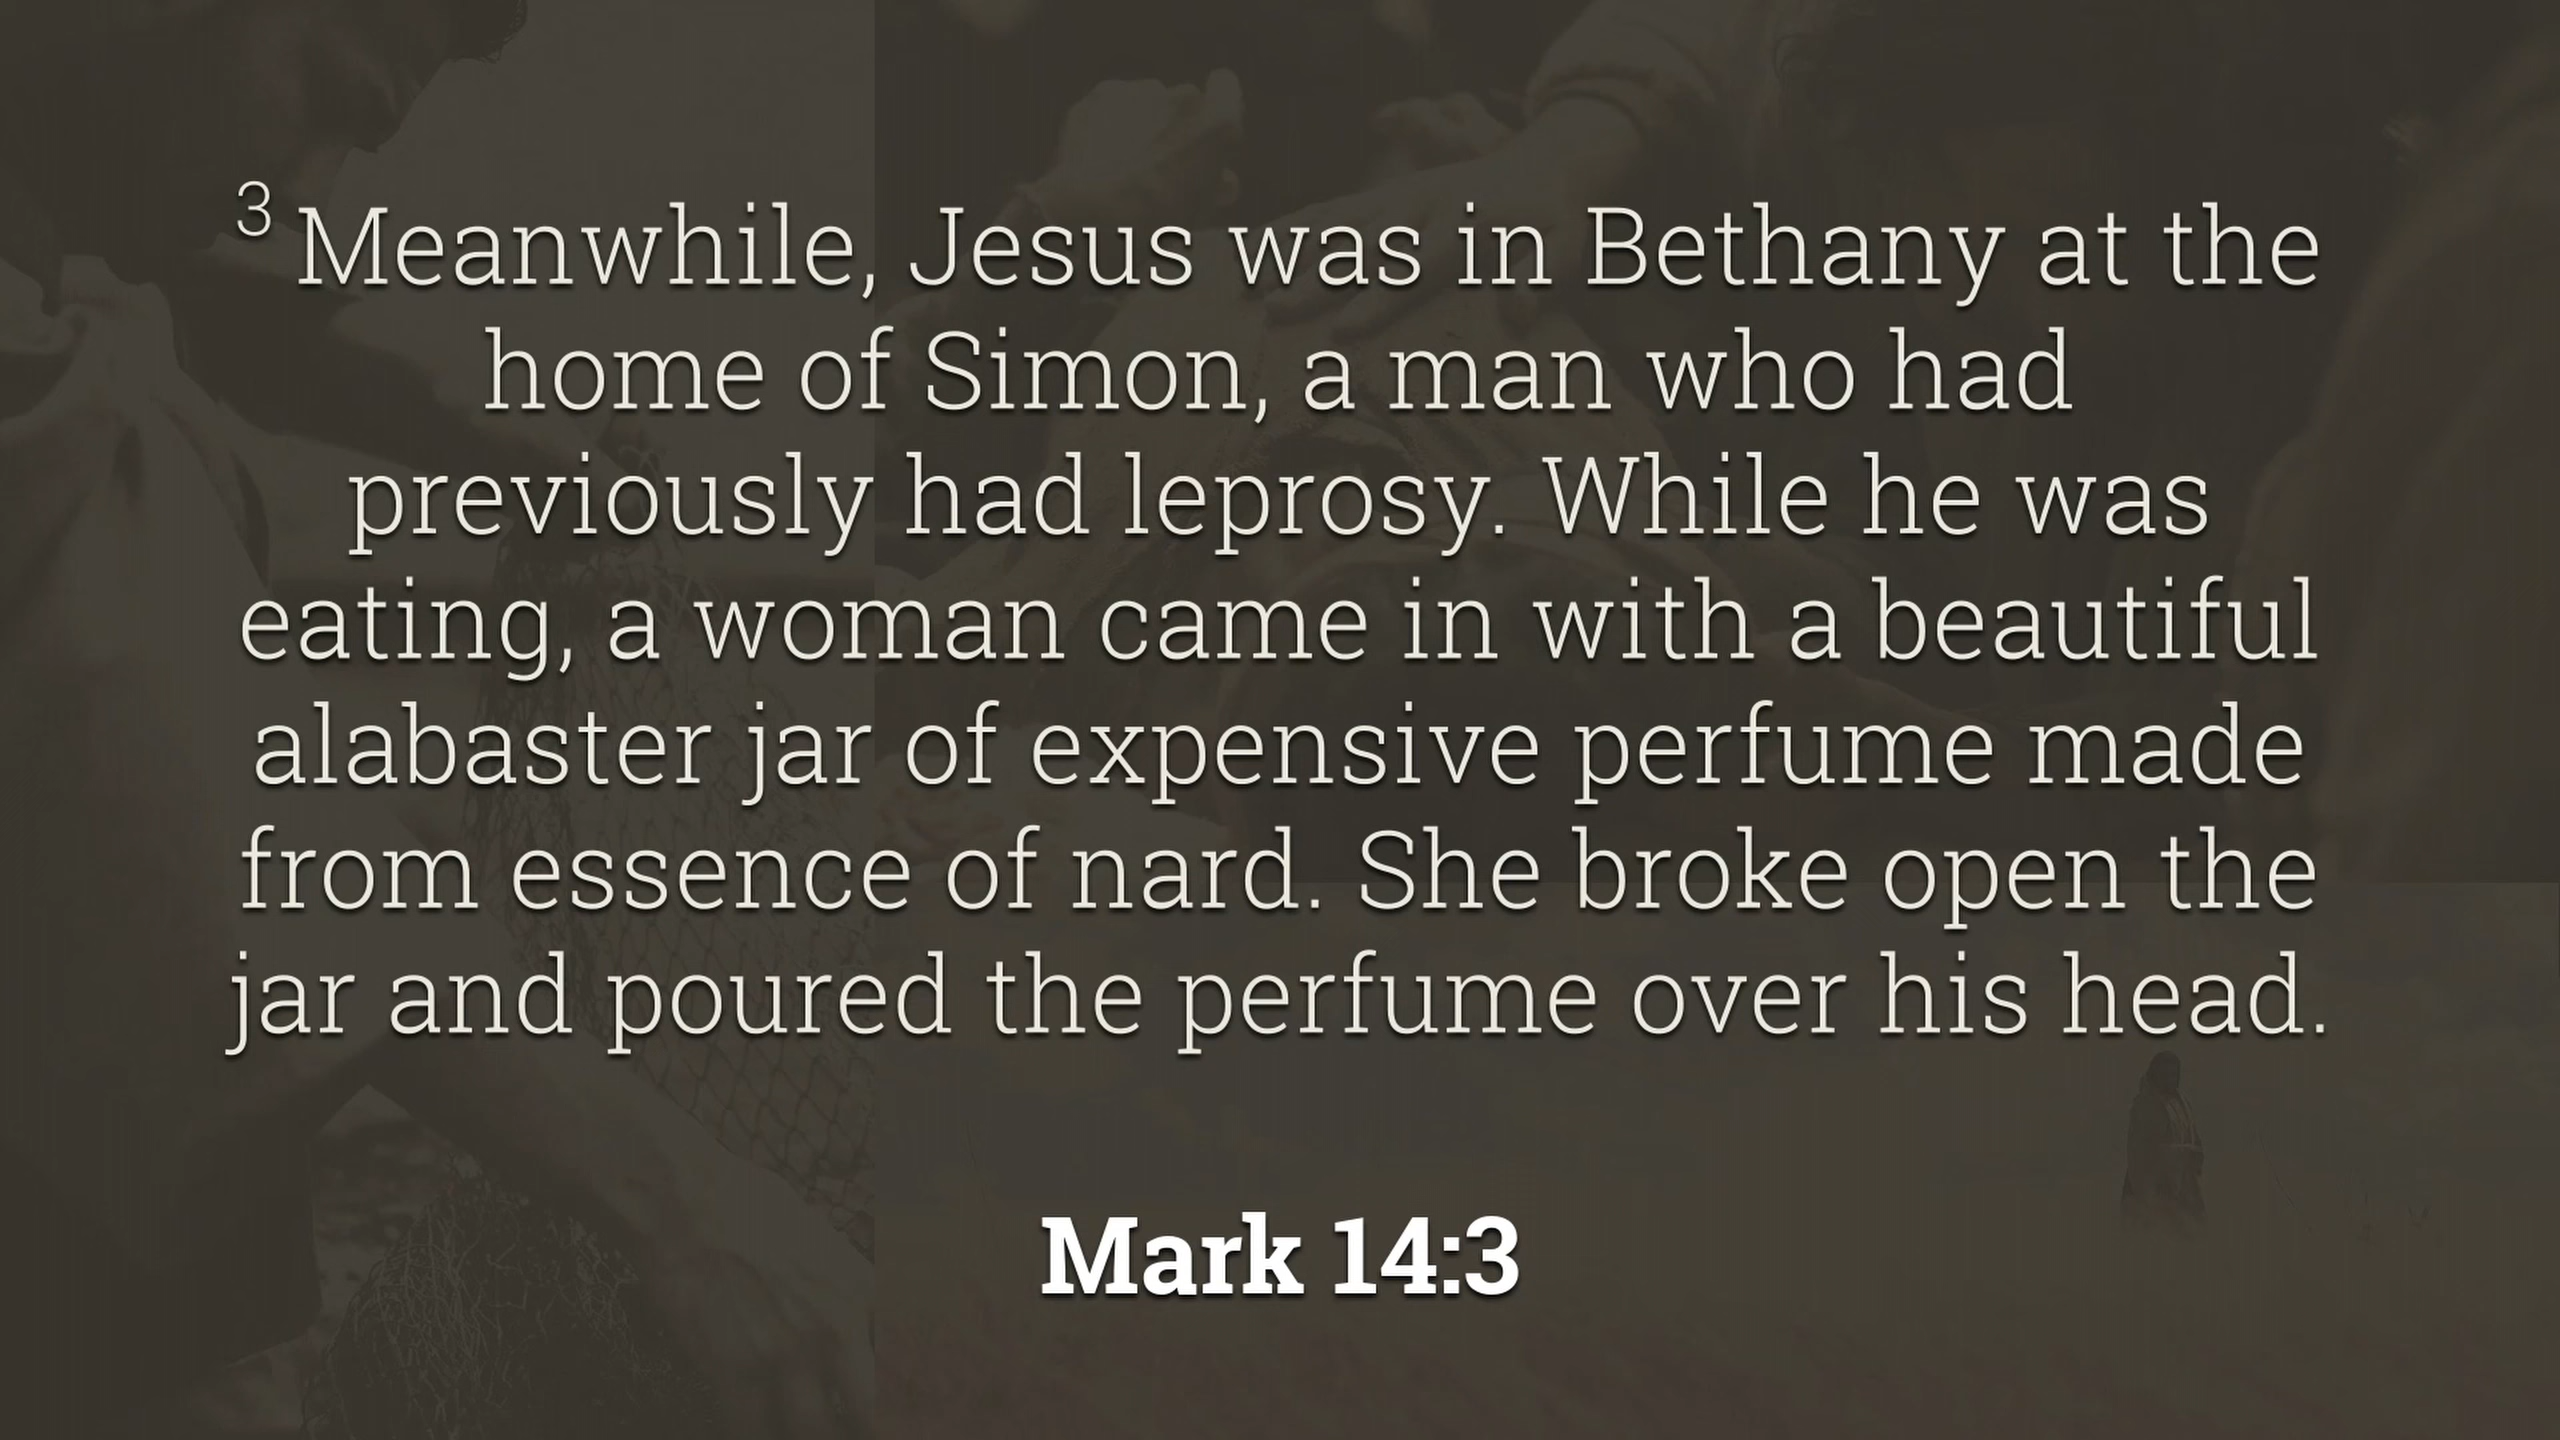 3 Meanwhile, Jesus was in Bethany at the
home of Simon, a man who had
previously had leprosy. While he was
eating, a woman came in with a beautiful
alabaster jar of expensive perfume made
from essence of nard. She broke open the
jar and poured the perfume over his head.
Mark 14:3